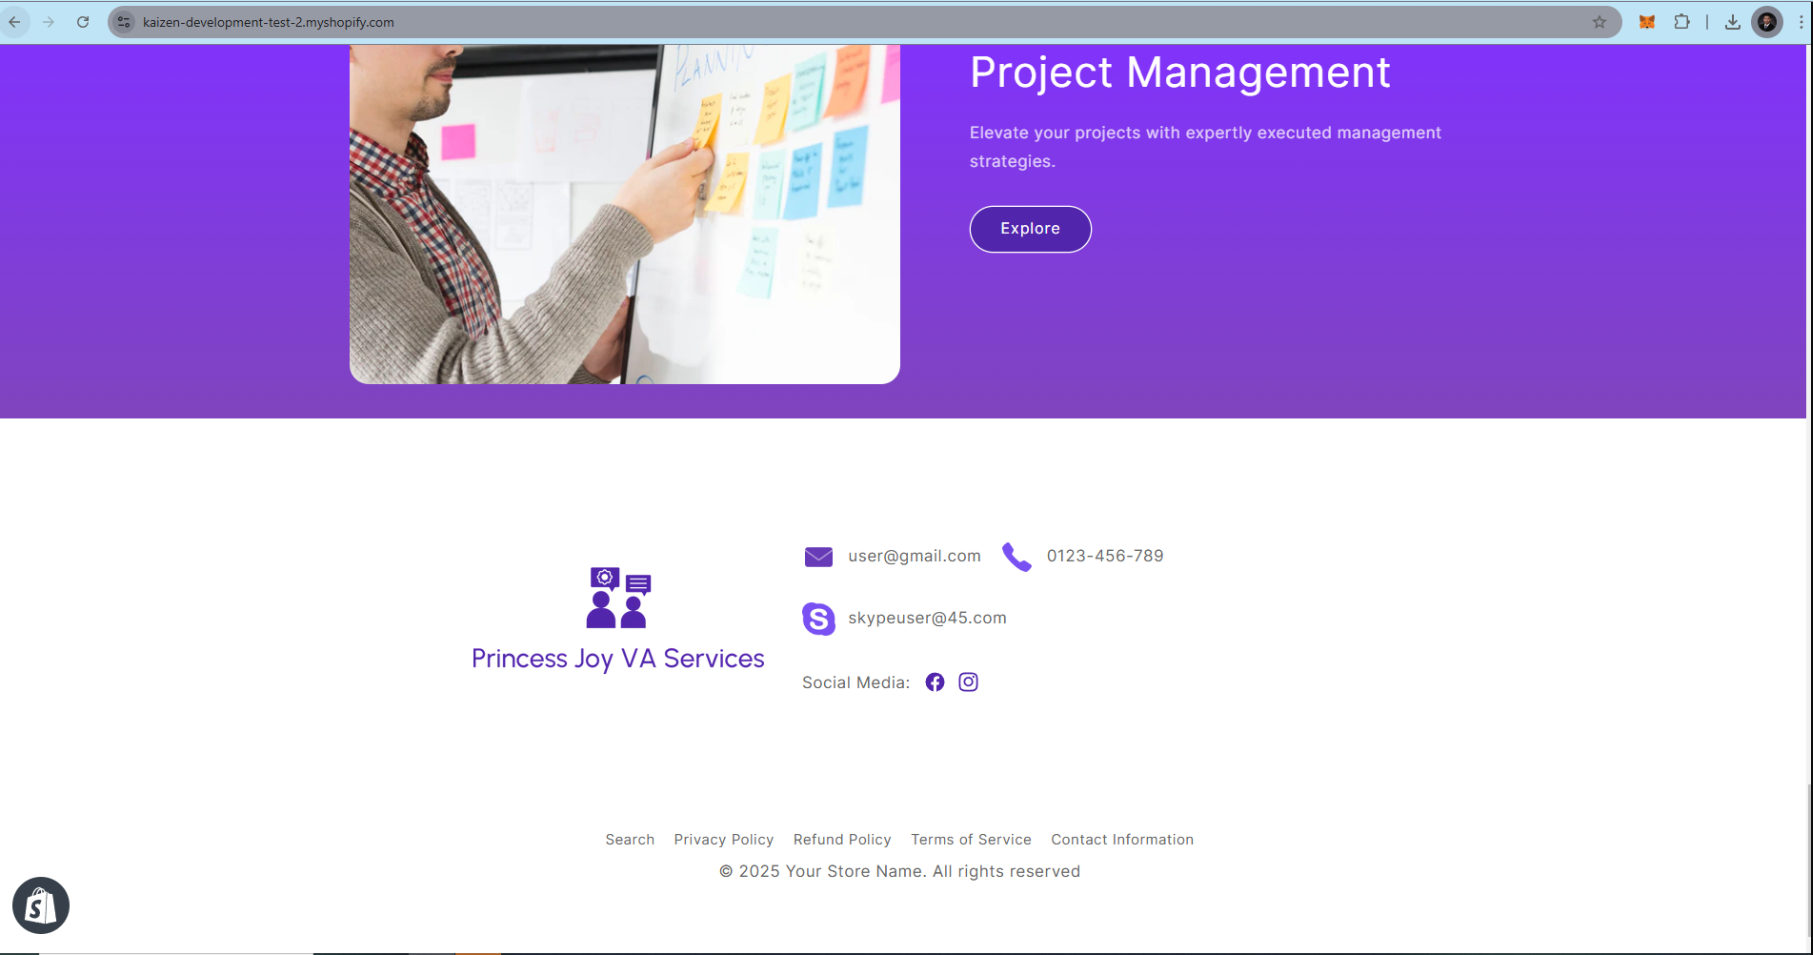 kaizen-development-test-2.myshopify.com
PLANNIN
Project Management
Elevate your projects with expertly executed management
strategies.
Explore
user@gmail.com
0123-456-789
skypeuser@45.com
Princess Joy VA Services
Social Media:
Search Privacy Policy Refund Policy Terms of Service Contact Information
© 2025 Your Store Name. All rights reserved